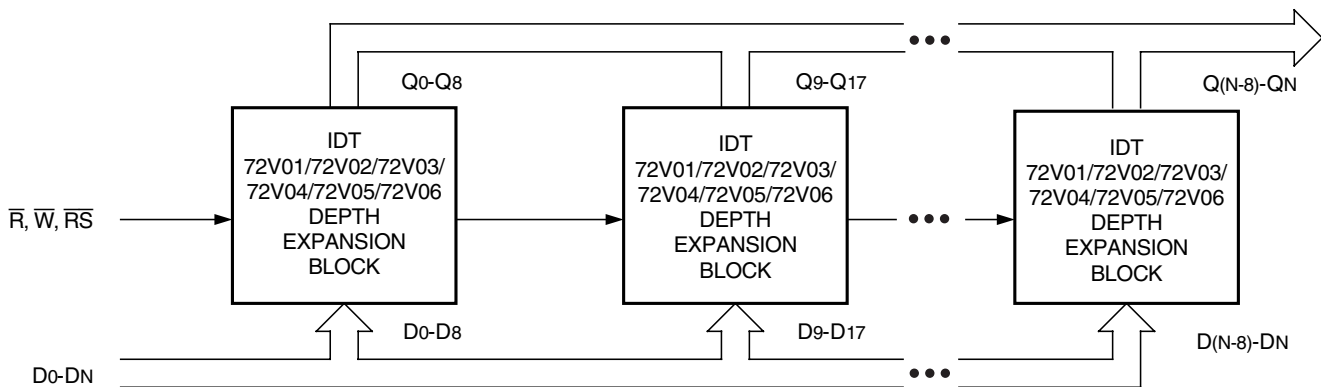 Q0-Q8
Q9-Q17
Q(N-8)-QN
IDT
72V01/72V02/72V03/
72V04/72V05/72V06
DEPTH
EXPANSION
BLOCK
IDT
72V01/72V02/72V03/
72V04/72V05/72V06
DEPTH
EXPANSION
BLOCK
IDT
72V01/72V02/72V03/
72V04/72V05/72V06
DEPTH
EXPANSION
BLOCK
R̅, W̅, R̅S̅
D0-D8
D9-D17
D(N-8)-DN
D0-DN